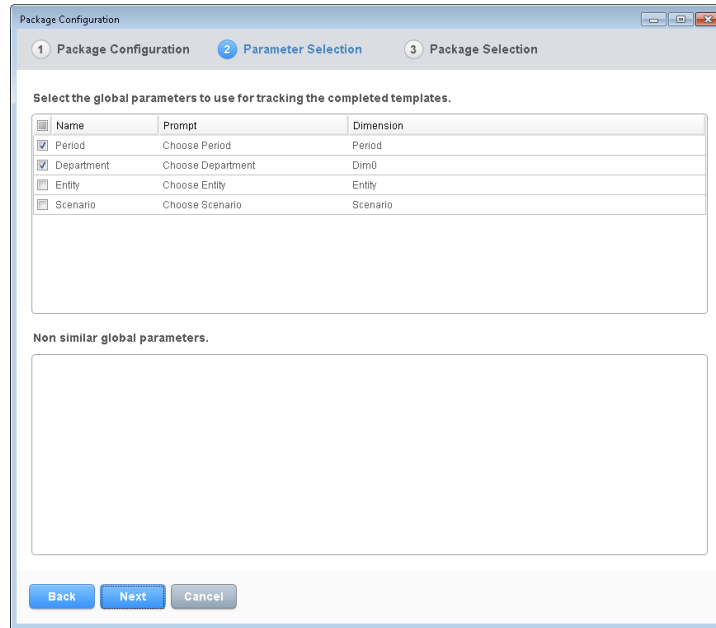 Package Configuration
1 Package Configuration 2 Parameter Selection 3 Package Selection
Select the global parameters to use for tracking the completed templates.
Name Prompt Dimension
Period Choose Period Period
Department Choose Department Dim0
Entity Choose Entity Entity
Scenario Choose Scenario Scenario
Non similar global parameters.
Back Next Cancel